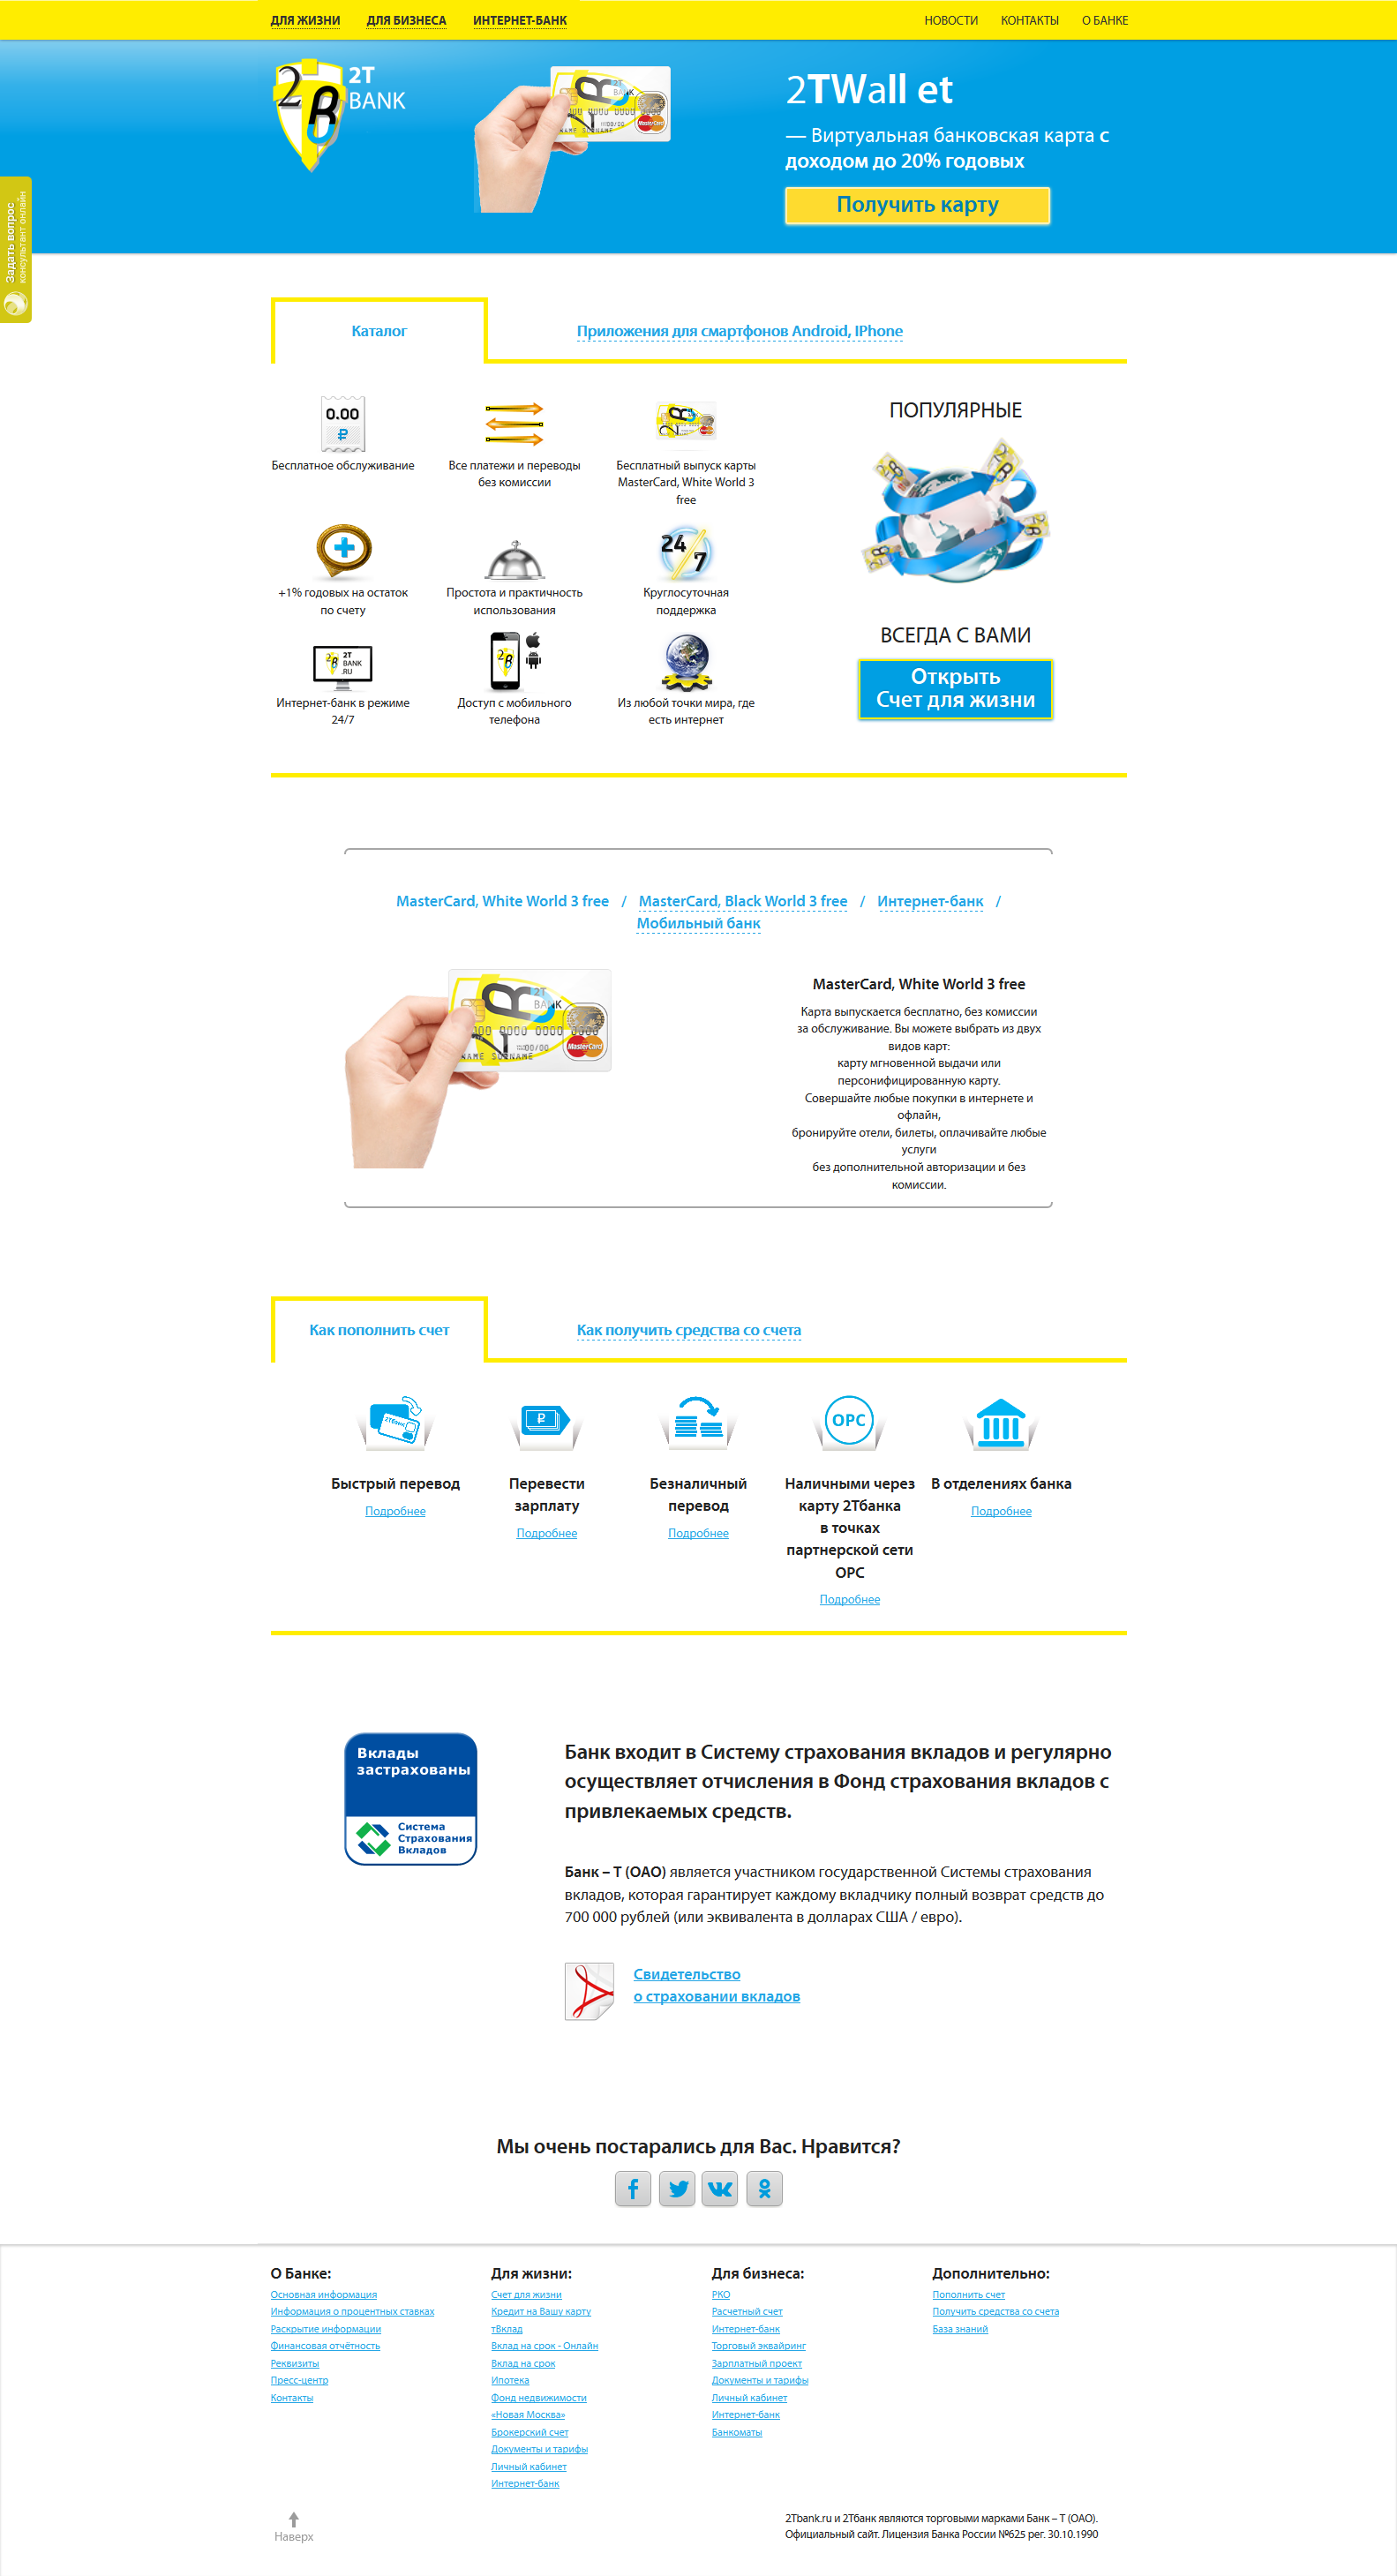 ДЛЯ ЖИЗНИ ДЛЯ БИЗНЕСА ИНТЕРНЕТ-БАНК НОВОСТИ КОНТАКТЫ О БАНКЕ
2T
BANK
2TWall et
— Виртуальная банковская карта с
доходом до 20% годовых
Получить карту
Задать вопрос
консультант онлайн
Каталог
Приложения для смартфонов Android, IPhone
0.00
Бесплатное обслуживание
Все платежи и переводы
без комиссии
Бесплатный выпуск карты
MasterCard, White World 3
free
+1% годовых на остаток
по счету
Простота и практичность
использования
24/7
Круглосуточная
поддержка
2T
BANK
.RU
Интернет-банк в режиме
24/7
Доступ с мобильного
телефона
Из любой точки мира, где
есть интернет
ПОПУЛЯРНЫЕ
ВСЕГДА С ВАМИ
Открыть
Счет для жизни
MasterCard, White World 3 free / MasterCard, Black World 3 free / Интернет-банк /
Мобильный банк
2T
BANK
0000 0000 0000
00/00
NAME SURNAME
MasterCard
MasterCard, White World 3 free
Карта выпускается бесплатно, без комиссии
за обслуживание. Вы можете выбрать из двух
видов карт:
карту мгновенной выдачи или
персонифицированную карту.
Совершайте любые покупки в интернете и
офлайн,
бронируйте отели, билеты, оплачивайте любые
услуги
без дополнительной авторизации и без
комиссии.
Как пополнить счет
Как получить средства со счета
2Тбанк
Быстрый перевод
Подробнее
Перевести
зарплату
Подробнее
Безналичный
перевод
Подробнее
ОРС
Наличными через
карту 2Тбанка
в точках
партнерской сети
ОРС
Подробнее
В отделениях банка
Подробнее
Вклады
застрахованы
Система
Страхования
Вкладов
Банк входит в Систему страхования вкладов и регулярно
осуществляет отчисления в Фонд страхования вкладов с
привлекаемых средств.
Банк – Т (ОАО) является участником государственной Системы страхования
вкладов, которая гарантирует каждому вкладчику полный возврат средств до
700 000 рублей (или эквивалента в долларах США / евро).
Свидетельство
о страховании вкладов
Мы очень постарались для Вас. Нравится?
О Банке:
Основная информация
Информация о процентных ставках
Раскрытие информации
Финансовая отчётность
Реквизиты
Пресс-центр
Контакты
Для жизни:
Счет для жизни
Кредит на Вашу карту
тВклад
Вклад на срок - Онлайн
Вклад на срок
Ипотека
Фонд недвижимости
«Новая Москва»
Брокерский счет
Документы и тарифы
Личный кабинет
Интернет-банк
Для бизнеса:
РКО
Расчетный счет
Интернет-банк
Торговый эквайринг
Зарплатный проект
Документы и тарифы
Личный кабинет
Интернет-банк
Банкоматы
Дополнительно:
Пополнить счет
Получить средства со счета
База знаний
Наверх
2Tbank.ru и 2Тбанк являются торговыми марками Банк – Т (ОАО).
Официальный сайт. Лицензия Банка России №625 рег. 30.10.1990